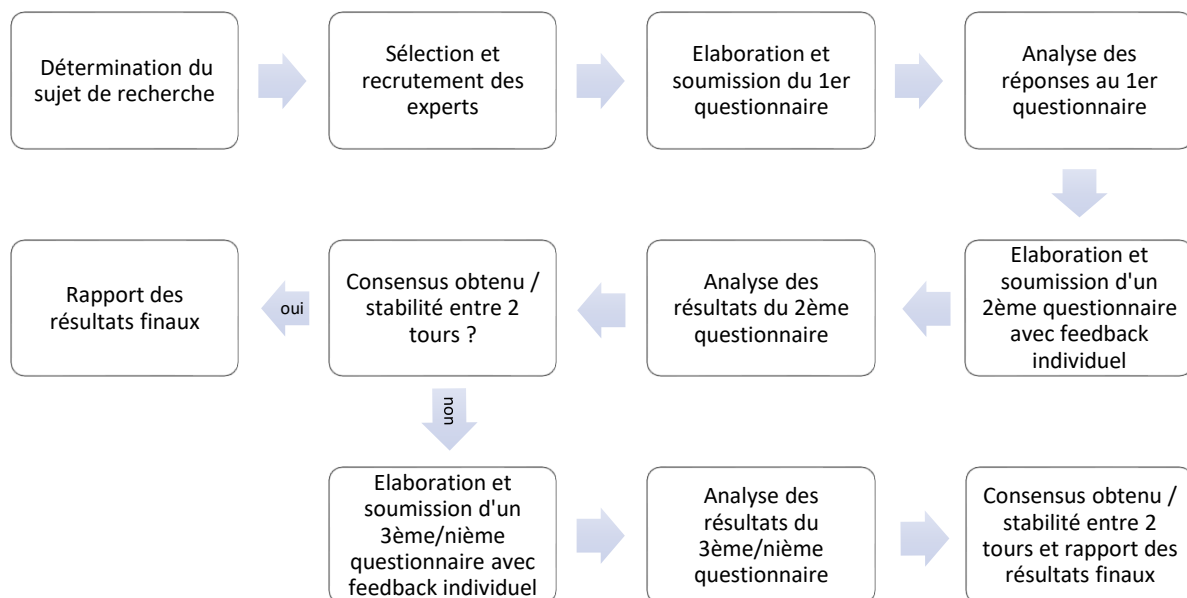 Détermination du
sujet de recherche
Sélection et
recrutement des
experts
Elaboration et
soumission du 1er
questionnaire
Analyse des
réponses au 1er
questionnaire
Elaboration et
soumission d'un
2ème questionnaire
avec feedback
individuel
Analyse des
résultats du 2ème
questionnaire
Consensus obtenu /
stabilité entre 2
tours ?
oui
Rapport des
résultats finaux
non
Elaboration et
soumission d'un
3ème/nième
questionnaire avec
feedback individuel
Analyse des
résultats du
3ème/nième
questionnaire
Consensus obtenu /
stabilité entre 2
tours et rapport des
résultats finaux